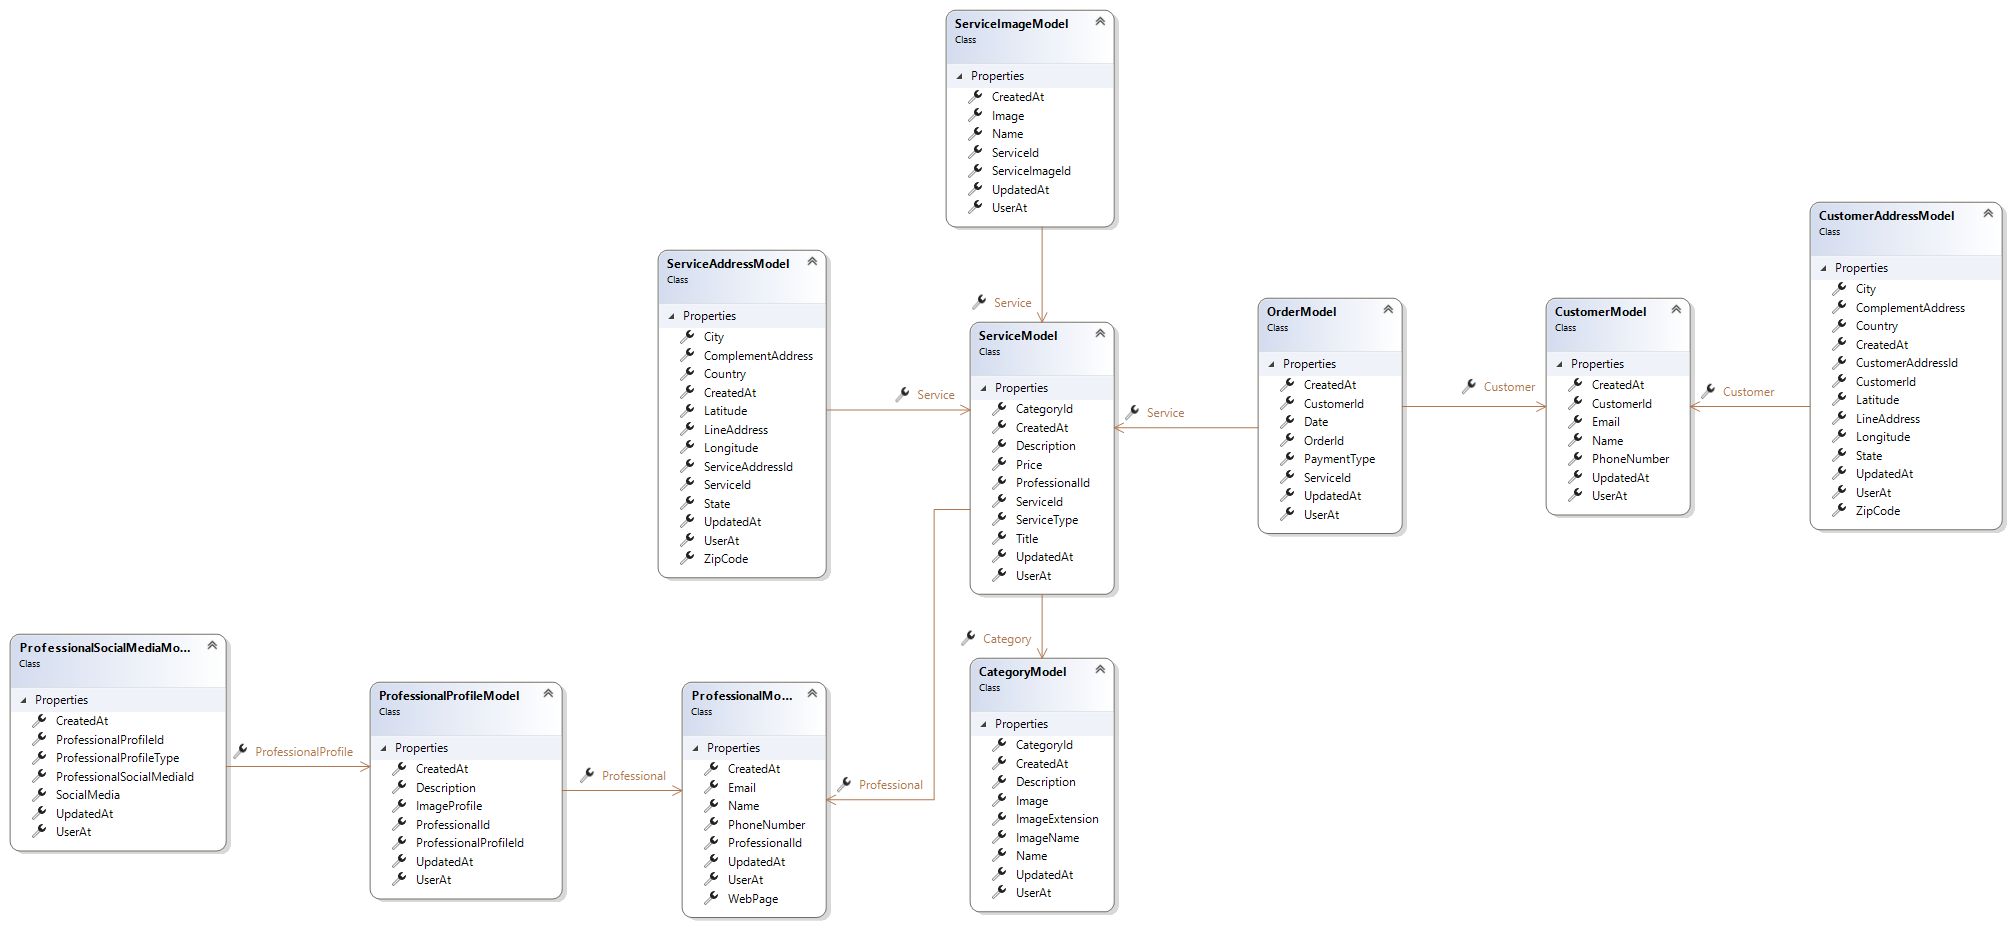 ServiceImageModel
Class
Properties
CreatedAt
Image
Name
ServiceId
ServiceImageId
UpdatedAt
UserAt
Service
ServiceAddressModel
Class
Properties
City
ComplementAddress
Country
CreatedAt
Latitude
LineAddress
Longitude
ServiceAddressId
ServiceId
State
UpdatedAt
UserAt
ZipCode
Service
ServiceModel
Class
Properties
CategoryId
CreatedAt
Description
Price
ProfessionalId
ServiceId
ServiceType
Title
UpdatedAt
UserAt
Service
OrderModel
Class
Properties
CreatedAt
CustomerId
Date
OrderId
PaymentType
ServiceId
UpdatedAt
UserAt
Customer
CustomerModel
Class
Properties
CreatedAt
CustomerId
Email
Name
PhoneNumber
UpdatedAt
UserAt
Customer
CustomerAddressModel
Class
Properties
City
ComplementAddress
Country
CreatedAt
CustomerAddressId
CustomerId
Latitude
LineAddress
Longitude
State
UpdatedAt
UserAt
ZipCode
ProfessionalSocialMediaMo...
Class
Properties
CreatedAt
ProfessionalProfileId
ProfessionalProfileType
ProfessionalSocialMediaId
SocialMedia
UpdatedAt
UserAt
ProfessionalProfile
ProfessionalProfileModel
Class
Properties
CreatedAt
Description
ImageProfile
ProfessionalId
ProfessionalProfileId
UpdatedAt
UserAt
Professional
ProfessionalMo...
Class
Properties
CreatedAt
Email
Name
PhoneNumber
ProfessionalId
UpdatedAt
UserAt
WebPage
Professional
Category
CategoryModel
Class
Properties
CategoryId
CreatedAt
Description
Image
ImageExtension
ImageName
Name
UpdatedAt
UserAt